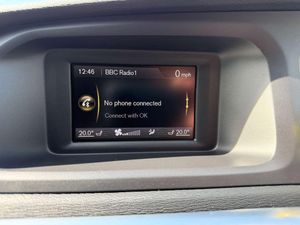 12:46 BBC Radio1 0 mph
No phone connected
Connect with OK
20.0° 20.0°